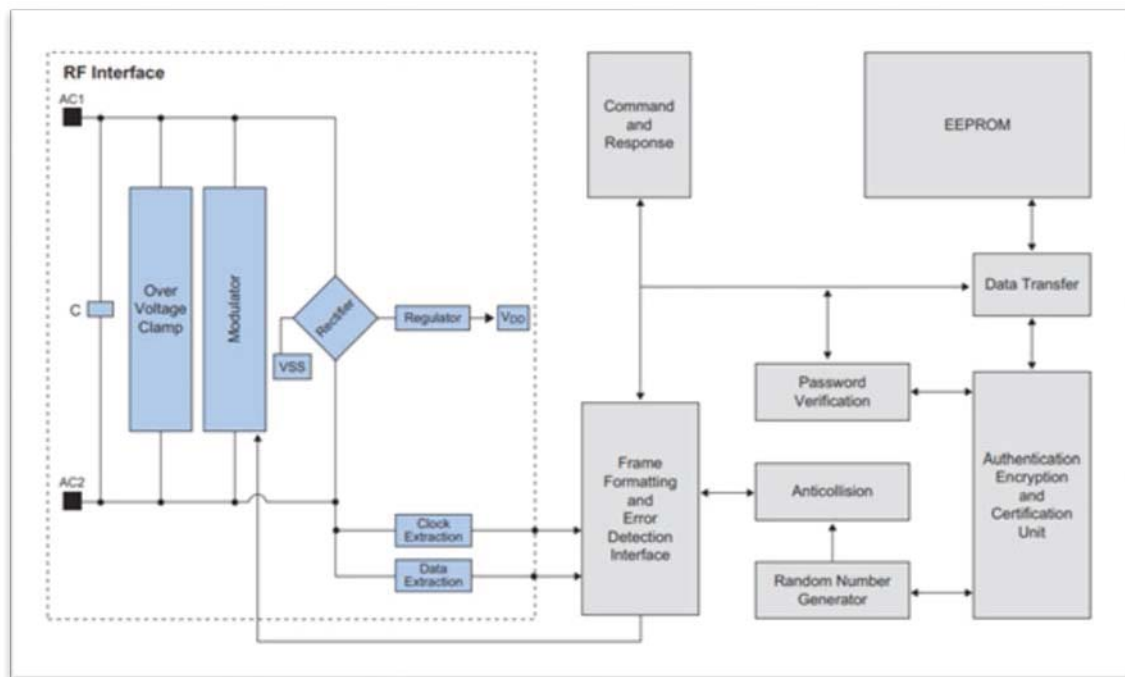 RF Interface
AC1
C
Over
Voltage
Clamp
Modulator
Rectifier
VSS
Regulator
VDD
AC2
Clock
Extraction
Data
Extraction
Command
and
Response
EEPROM
Data Transfer
Password
Verification
Frame
Formatting
and
Error
Detection
Interface
Anticollision
Random Number
Generator
Authentication
Encryption
and
Certification
Unit